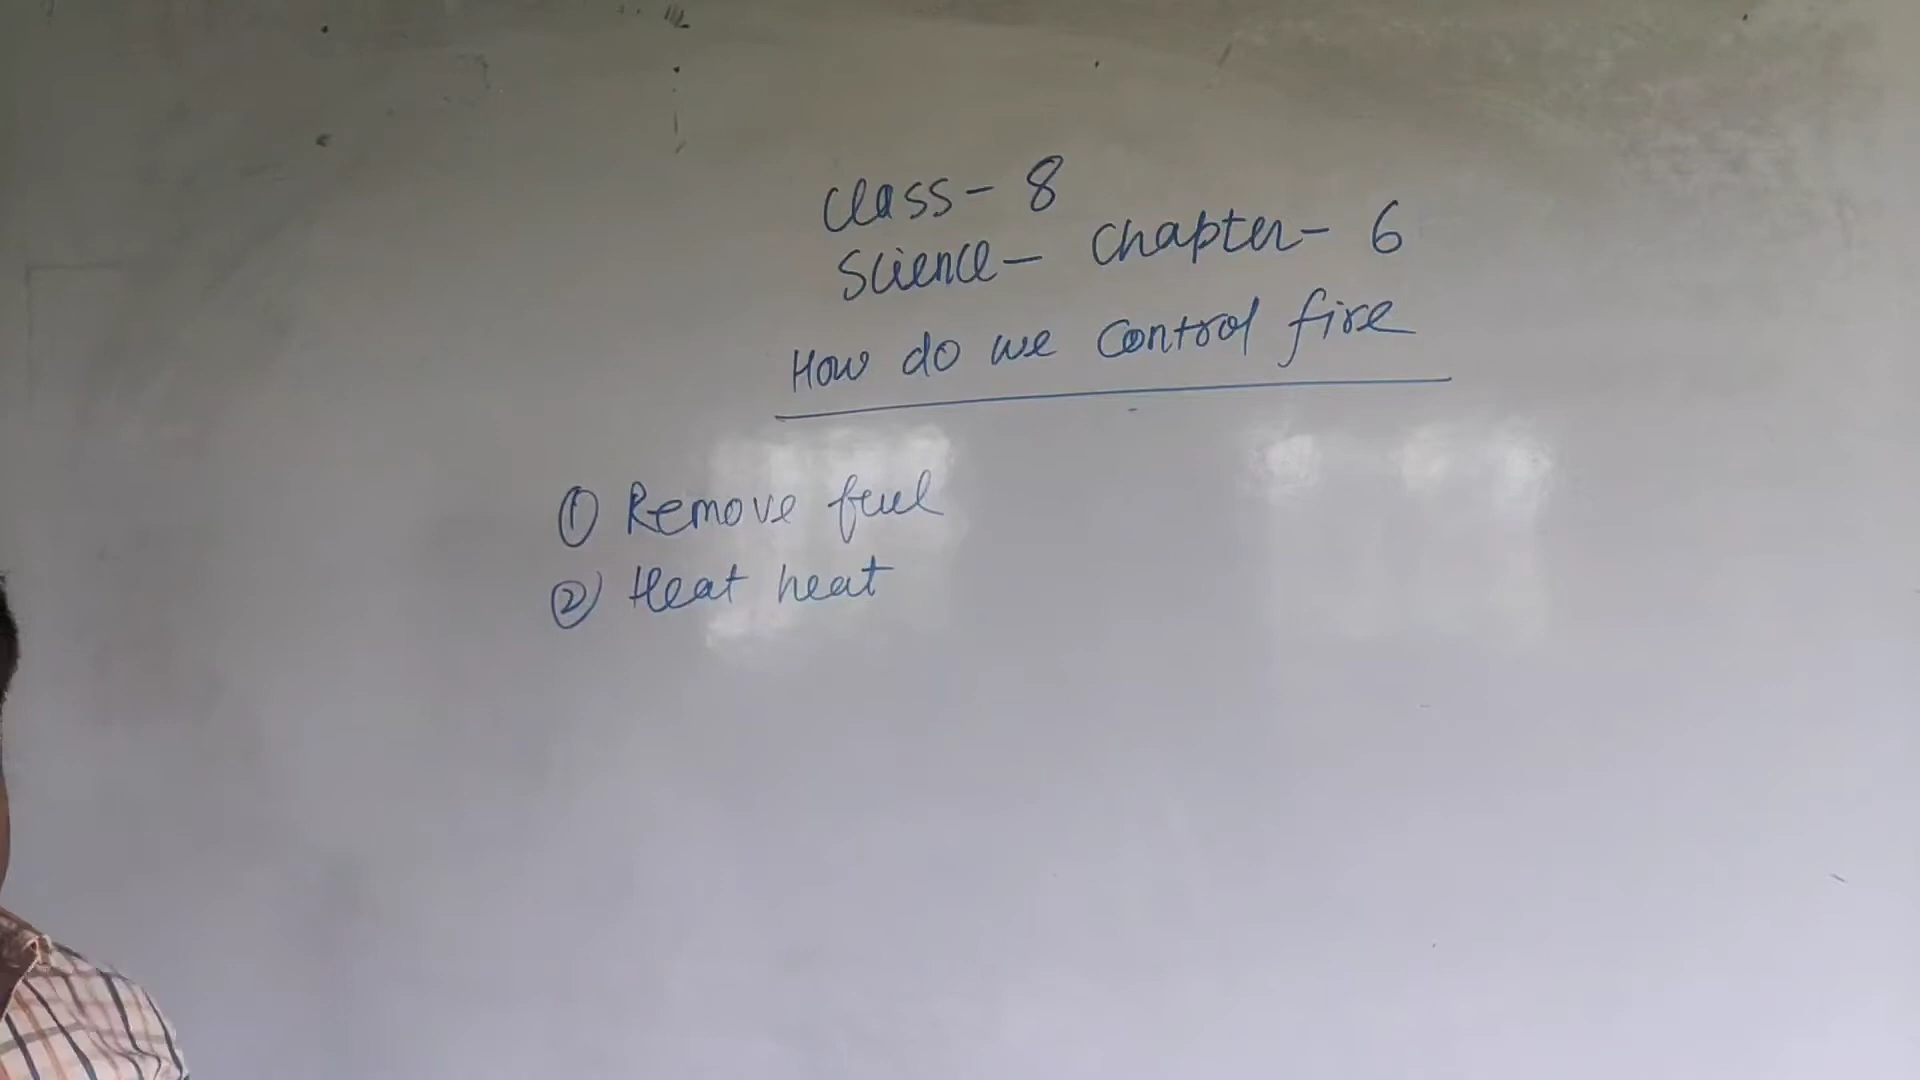 Class- 8
Science- Chapter- 6
How do we control fire
① Remove fuel
② Heat heat